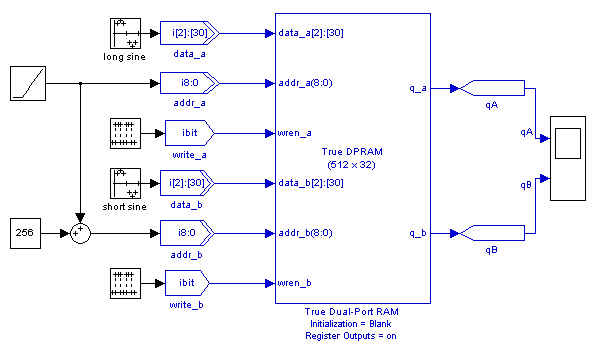 i[2]:[30]
data_a[2]:[30]
long sine
data_a
i8:0
addr_a(8:0)
q_a
addr_a
qA
ibit
wren_a
qA
write_a
True DPRAM
(512 x 32)
i[2]:[30]
data_b[2]:[30]
qB
short sine
data_b
256
i8:0
addr_b(8:0)
q_b
addr_b
qB
ibit
wren_b
write_b
True Dual-Port RAM
Initialization = Blank
Register Outputs = on